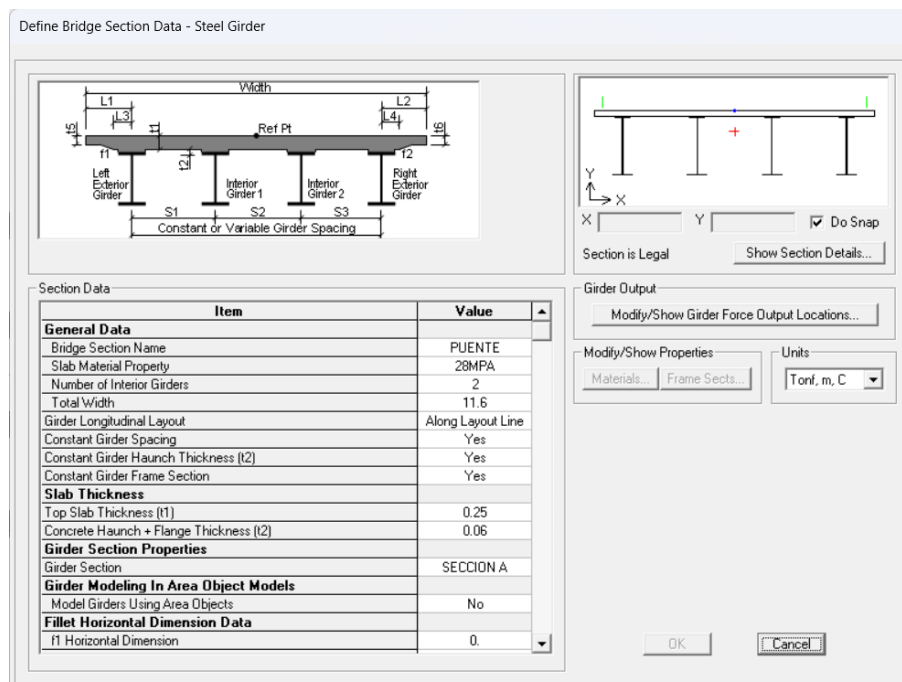 Define Bridge Section Data - Steel Girder
Width
L1
L2
L3
L4
t5
t1
Ref Pt
t6
f1
t2
f2
Left Exterior Girder
Interior Girder 1
Interior Girder 2
Right Exterior Girder
S1
S2
S3
Constant or Variable Girder Spacing
Y
X
X
Y
Do Snap
Section is Legal
Show Section Details...
Section Data
Item Value
General Data
Bridge Section Name PUENTE
Slab Material Property 28MPA
Number of Interior Girders 2
Total Width 11.6
Girder Longitudinal Layout Along Layout Line
Constant Girder Spacing Yes
Constant Girder Haunch Thickness (t2) Yes
Constant Girder Frame Section Yes
Slab Thickness
Top Slab Thickness (t1) 0.25
Concrete Haunch + Flange Thickness (t2) 0.06
Girder Section Properties
Girder Section SECCION A
Girder Modeling In Area Object Models
Model Girders Using Area Objects No
Fillet Horizontal Dimension Data
f1 Horizontal Dimension 0.
Girder Output
Modify/Show Girder Force Output Locations...
Modify/Show Properties
Materials...
Frame Sects...
Units
Tonf, m, C
OK
Cancel